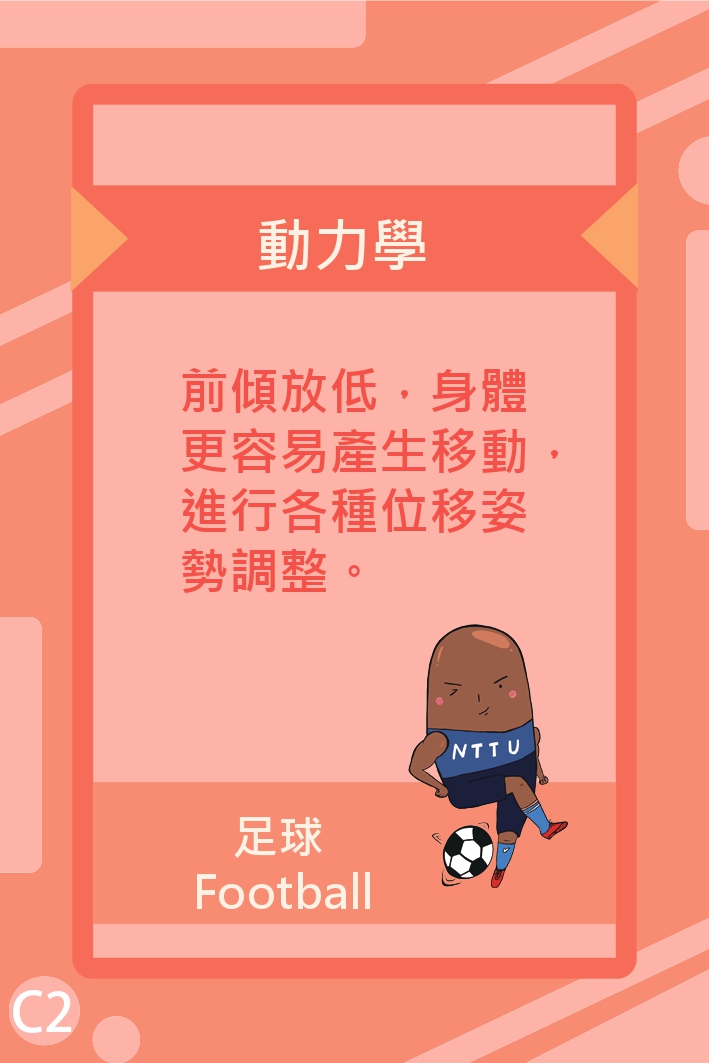 動力學
前傾放低，身體
更容易產生移動，
進行各種位移姿
勢調整。
NTTU
足球
Football
C2